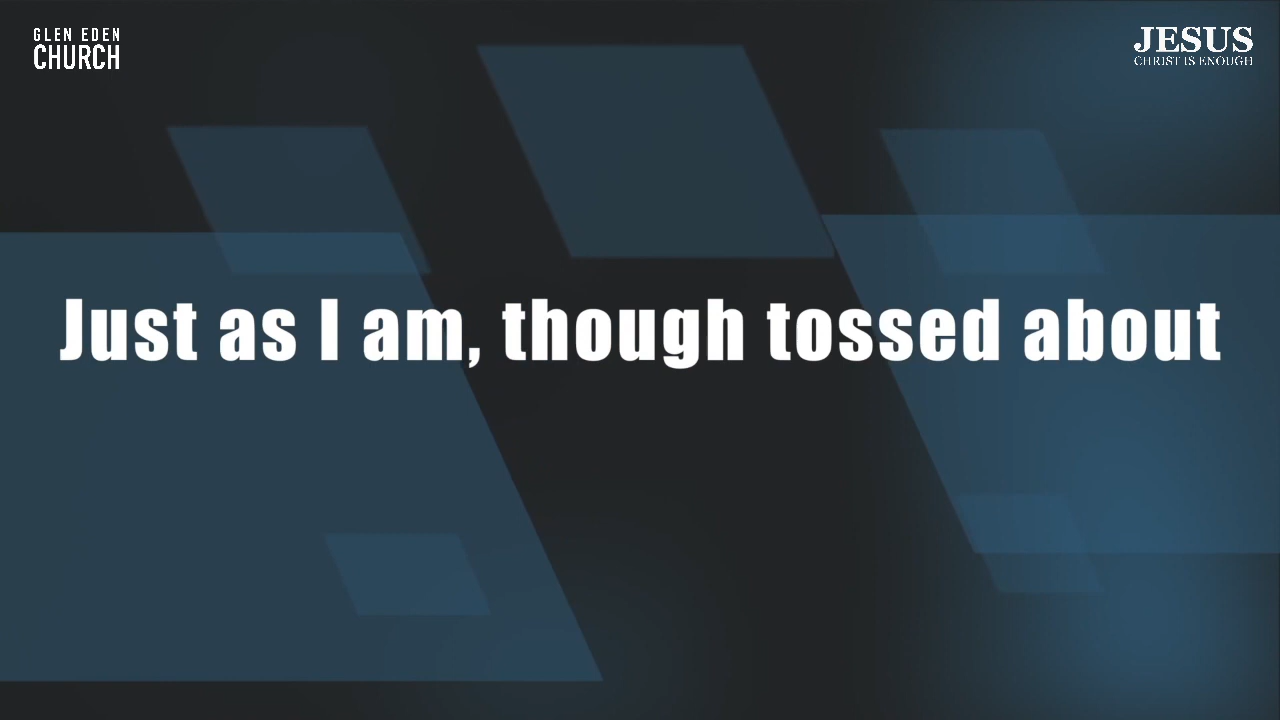 GLEN EDEN
CHURCH
JESUS
CHRIST IS ENOUGH
Just as I am, though tossed about